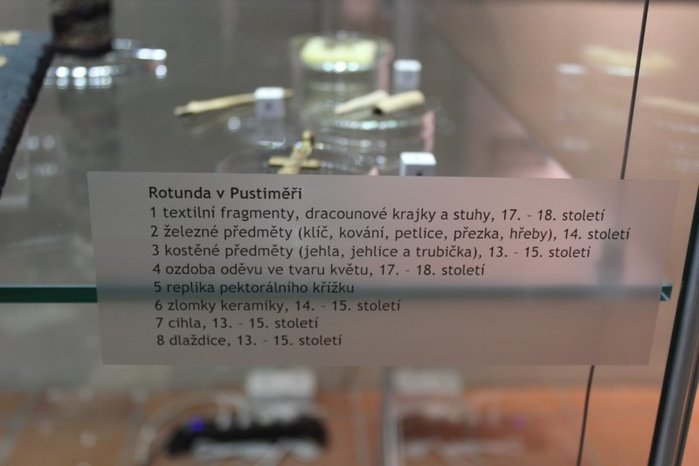 Rotunda v Pustiměři
1 textilní fragmenty, dracounové krajky a stuhy, 17. - 18. století
2 železné předměty (klíč, kování, petlice, přezka, hřeby), 14. století
3 kostěné předměty (jehla, jehlice a trubička), 13. - 15. století
4 ozdoba oděvu ve tvaru květu, 17. - 18. století
5 replika pektorálního křížku
6 zlomky keramiky, 14. - 15. století
7 cihla, 13. - 15. století
8 dlaždice, 13. - 15. století